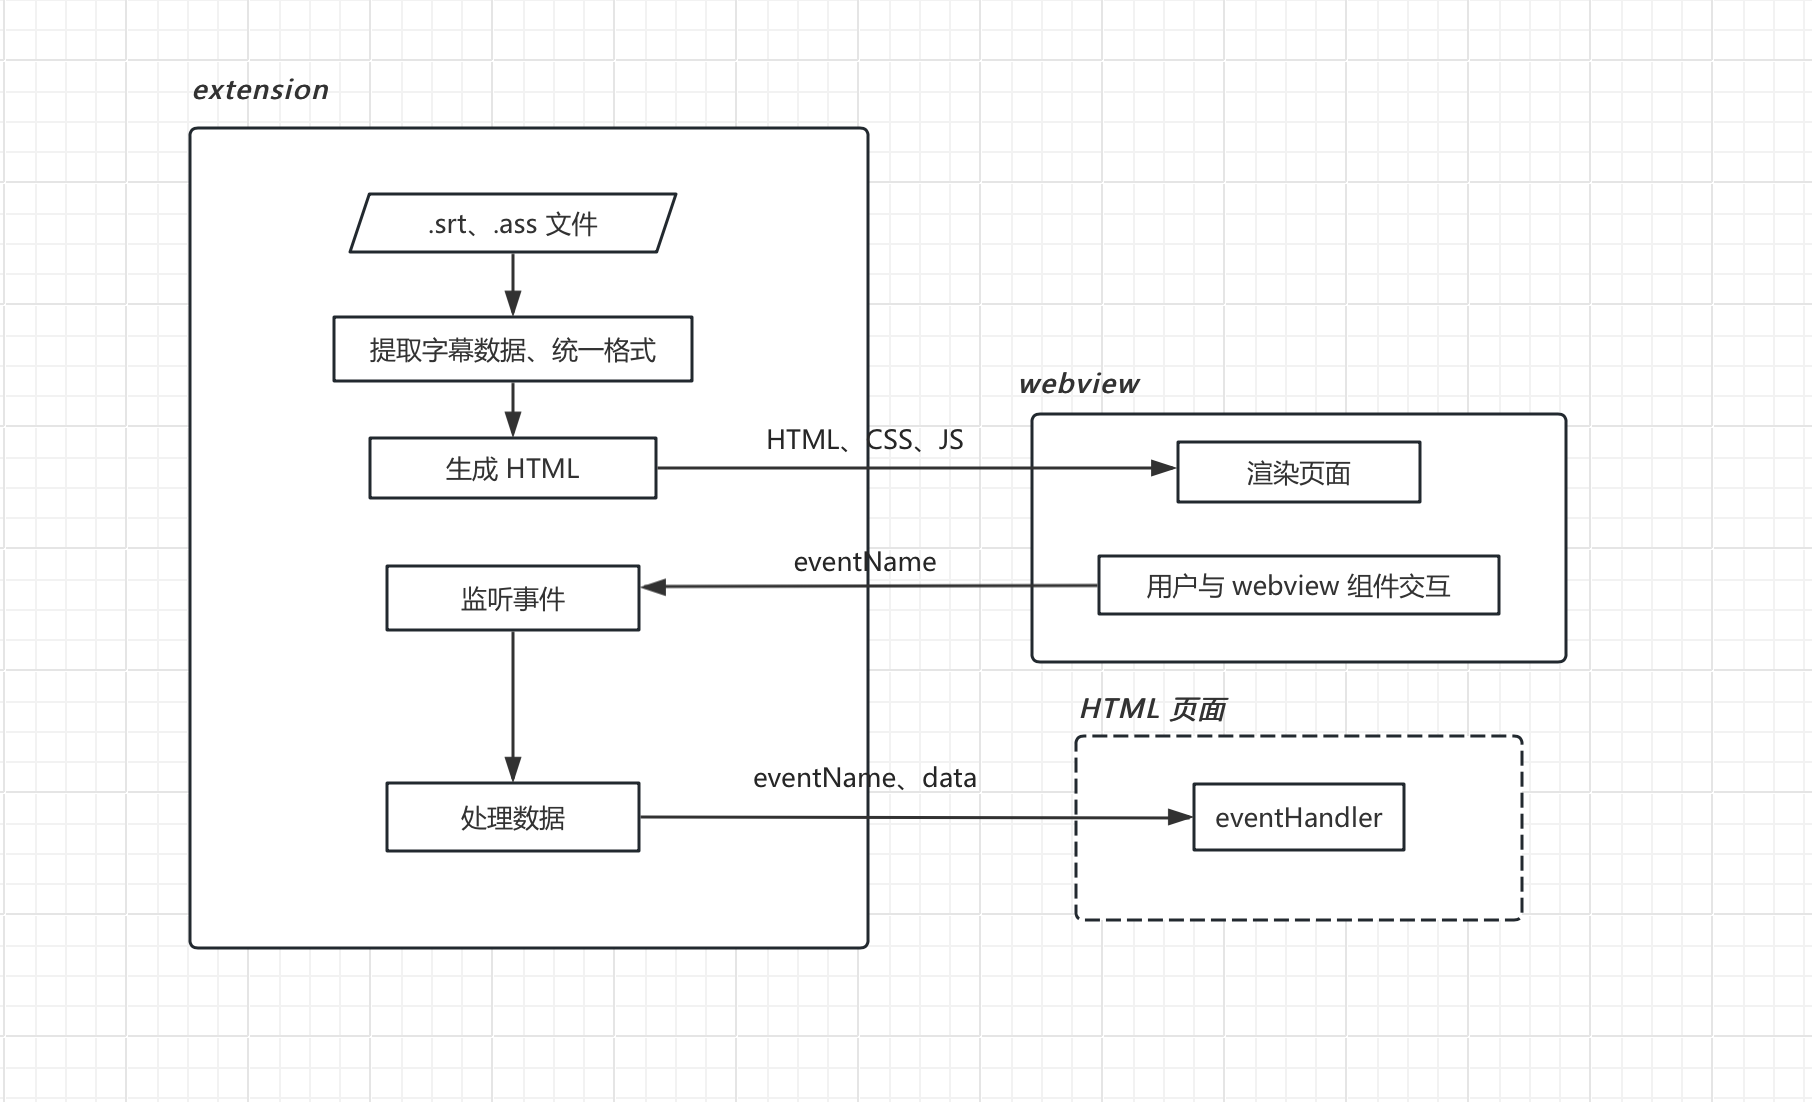 extension
.srt、.ass 文件
提取字幕数据、统一格式
webview
HTML、CSS、JS
生成 HTML
渲染页面
eventName
监听事件
用户与 webview 组件交互
HTML 页面
eventName、data
处理数据
eventHandler